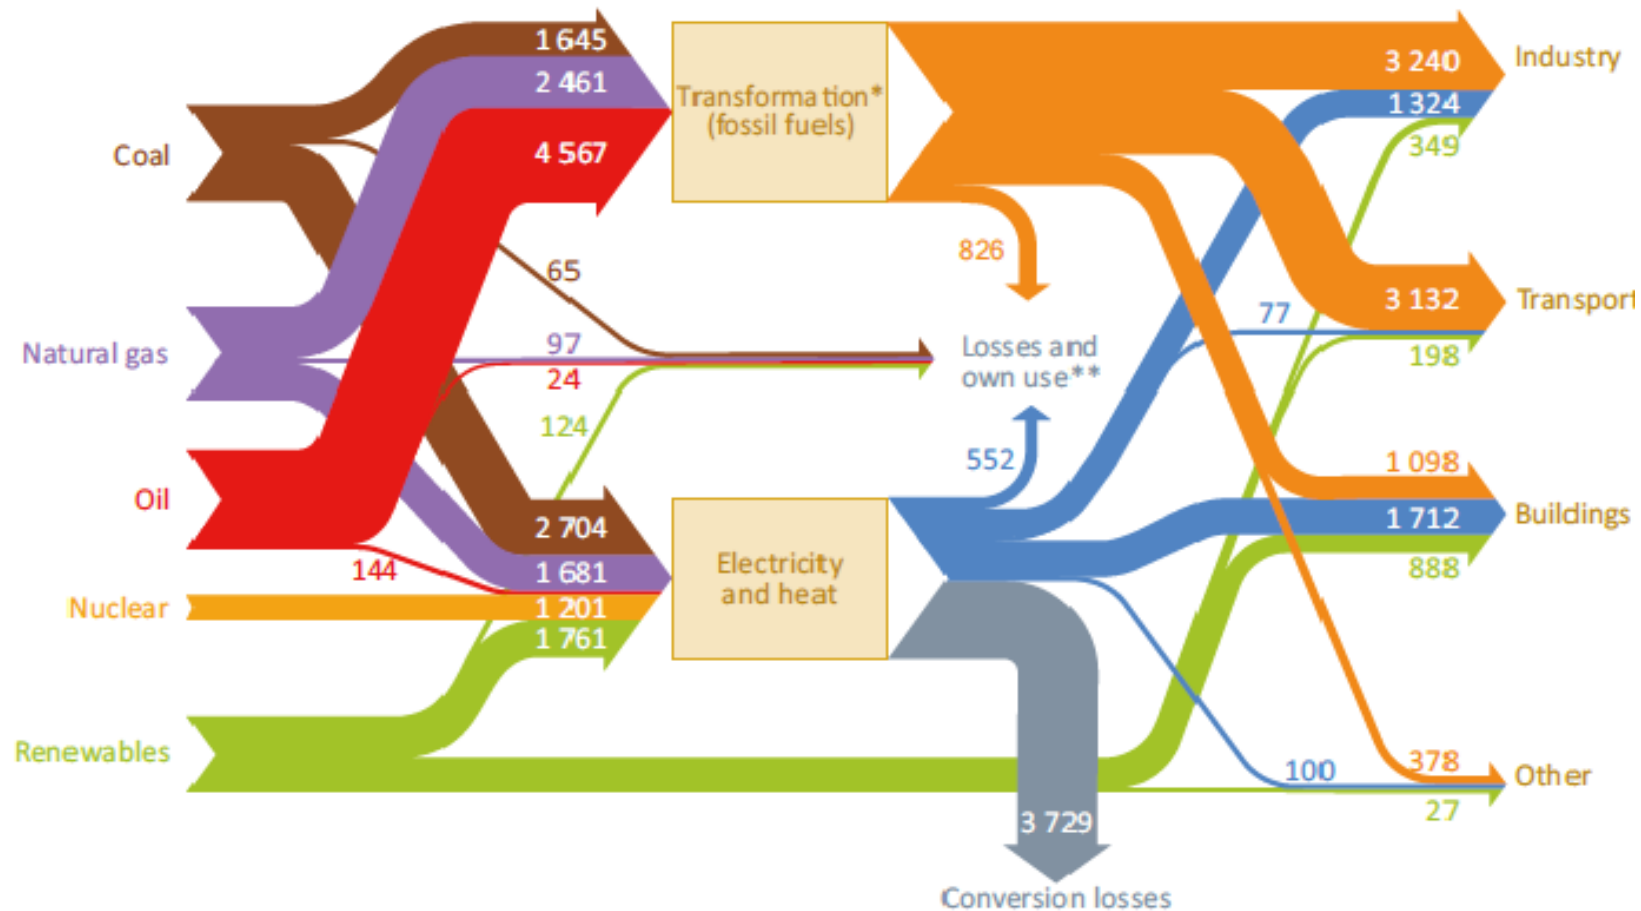 1 645
2 461
4 567
Transformation*
(fossil fuels)
3 240
Industry
1 324
349
Coal
826
65
77
3 132
Transport
198
Natural gas
97
24
Losses and
own use**
124
552
1 098
Oil
2 704
1 712
Buildings
144
1 681
Electricity
and heat
888
Nuclear
1 201
1 761
Renewables
100
378
Other
27
3 729
Conversion losses